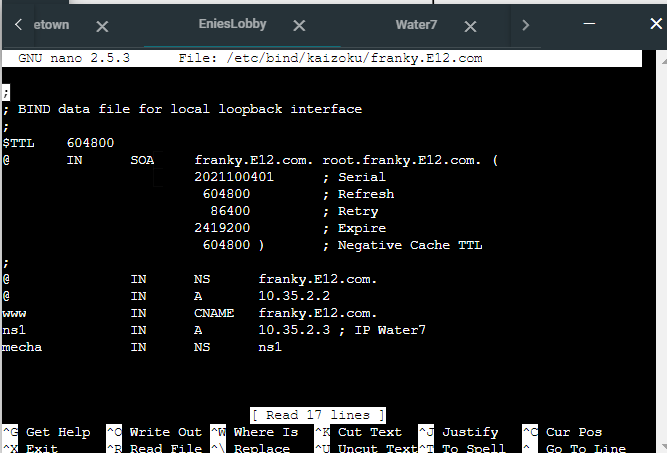 etown EniesLobby Water7
GNU nano 2.5.3 File: /etc/bind/kaizoku/franky.E12.com
;
; BIND data file for local loopback interface
;
$TTL 604800
@ IN SOA franky.E12.com. root.franky.E12.com. (
2021100401 ; Serial
604800 ; Refresh
86400 ; Retry
2419200 ; Expire
604800 ) ; Negative Cache TTL
;
@ IN NS franky.E12.com.
@ IN A 10.35.2.2
www IN CNAME franky.E12.com.
ns1 IN A 10.35.2.3 ; IP Water7
mecha IN NS ns1
[ Read 17 lines ]
^G Get Help ^O Write Out ^W Where Is ^K Cut Text ^J Justify ^C Cur Pos
^X Exit ^R Read File ^\ Replace ^U Uncut Text ^T To Spell ^_ Go To Line